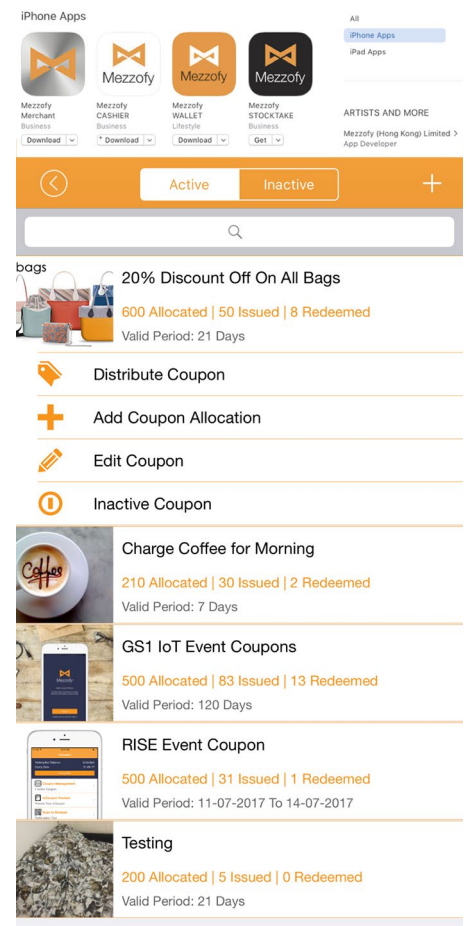 iPhone Apps
All
iPhone Apps
iPad Apps
Mezzofy
Mezzofy
Mezzofy
Mezzofy
Merchant
Business
Download
Mezzofy
CASHIER
Business
+ Download
Mezzofy
WALLET
Lifestyle
Download
Mezzofy
STOCKTAKE
Business
Get
ARTISTS AND MORE
Mezzofy (Hong Kong) Limited >
App Developer
Active
Inactive
bags
20% Discount Off On All Bags
600 Allocated | 50 Issued | 8 Redeemed
Valid Period: 21 Days
Distribute Coupon
Add Coupon Allocation
Edit Coupon
Inactive Coupon
Coffee
Charge Coffee for Morning
210 Allocated | 30 Issued | 2 Redeemed
Valid Period: 7 Days
Mezzofy
GS1 IoT Event Coupons
500 Allocated | 83 Issued | 13 Redeemed
Valid Period: 120 Days
RISE Event Coupon
500 Allocated | 31 Issued | 1 Redeemed
Valid Period: 11-07-2017 To 14-07-2017
Testing
200 Allocated | 5 Issued | 0 Redeemed
Valid Period: 21 Days